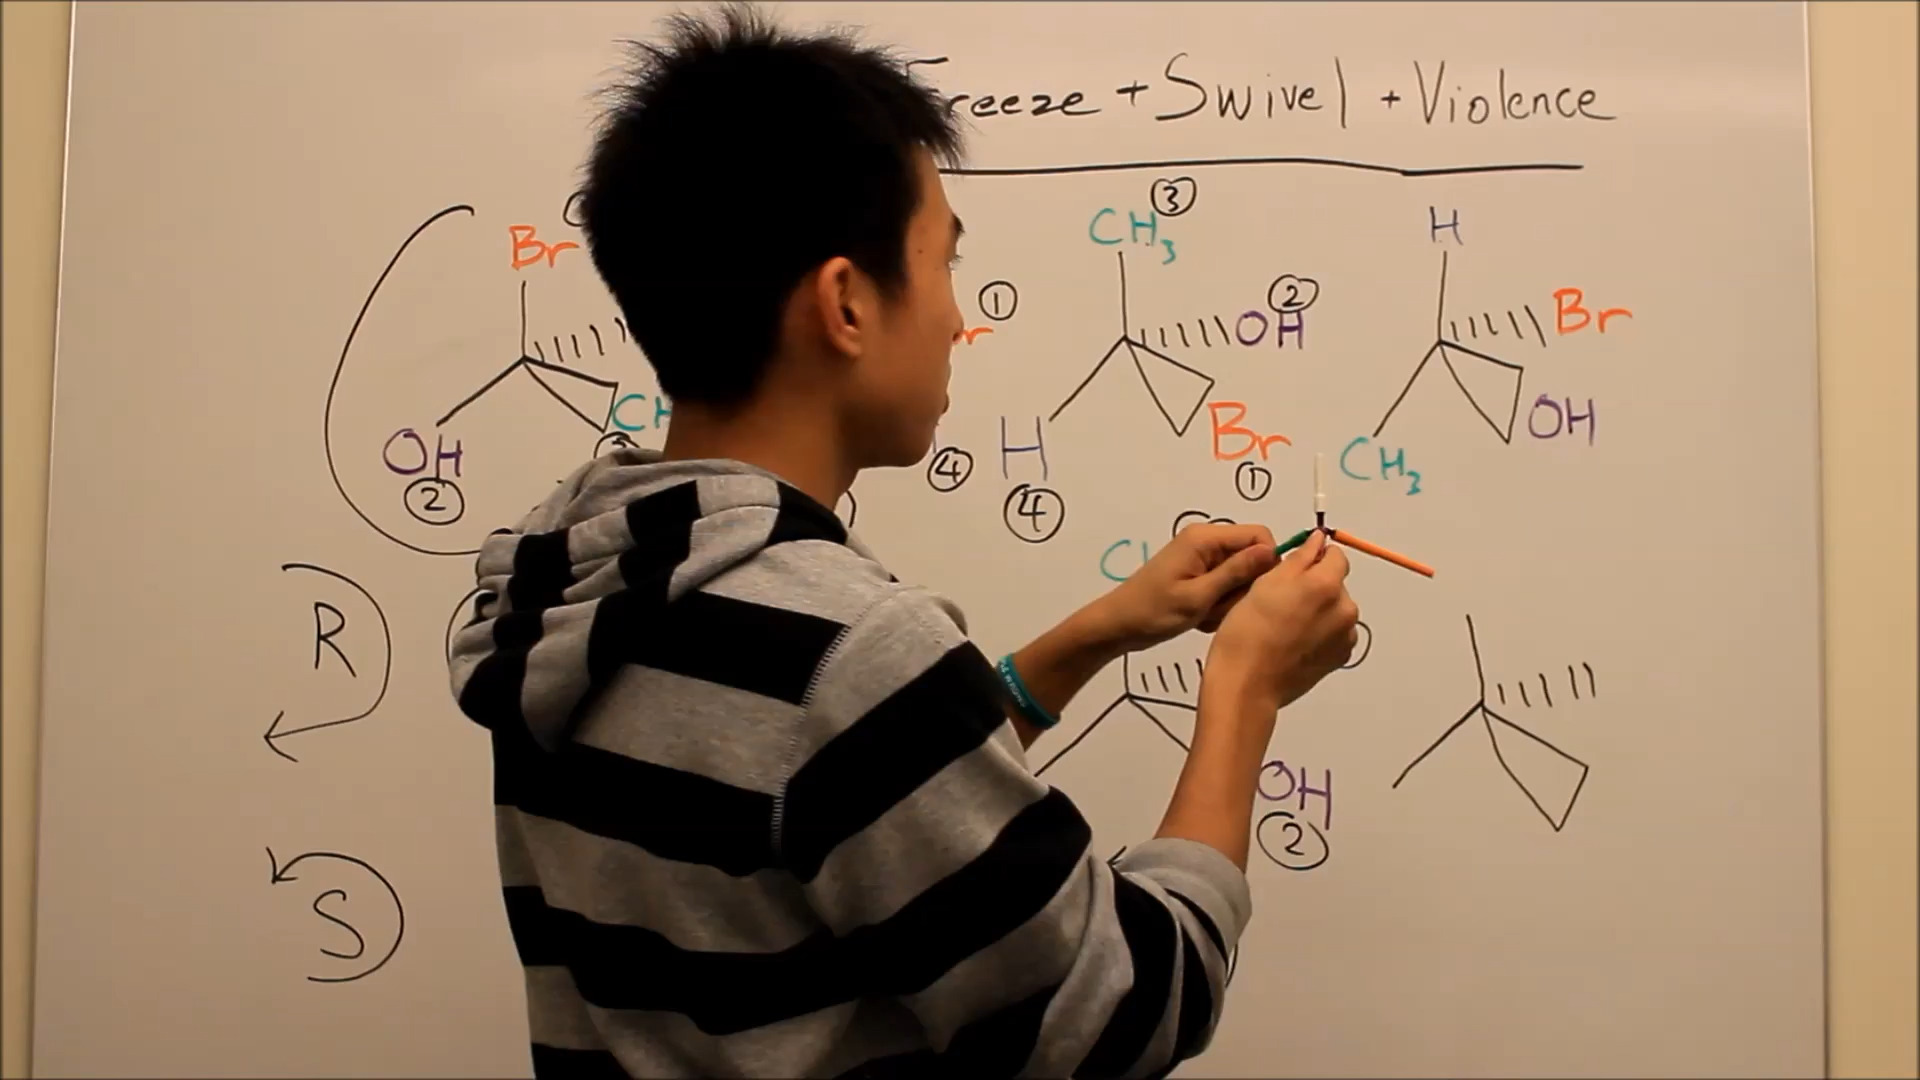 reeze + Swivel + Violence
Br
OH
②
CH
①
④
CH₃ ③
OH ②
H ④
Br ①
H
Br
OH
CH₃
R
S
OH
②